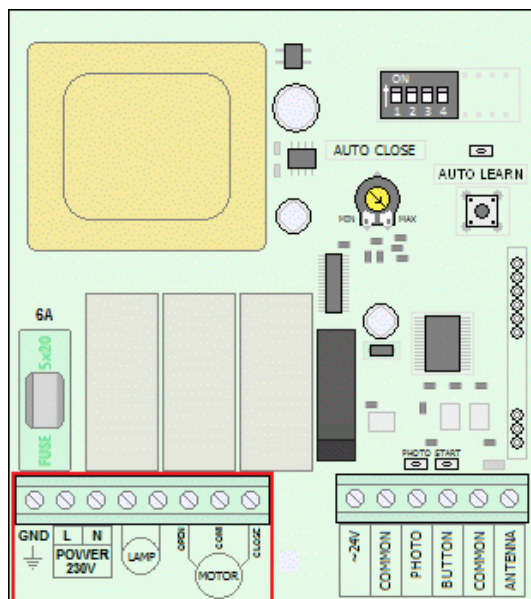 ON
1 2 3 4
AUTO CLOSE
AUTO LEARN
MIN MAX
6A
5x20
FUSE
PHOTO START
GND L N LAMP OPEN COM CLOSE
POWER
230V
MOTOR
~24V COMMON PHOTO BUTTON COMMON ANTENNA